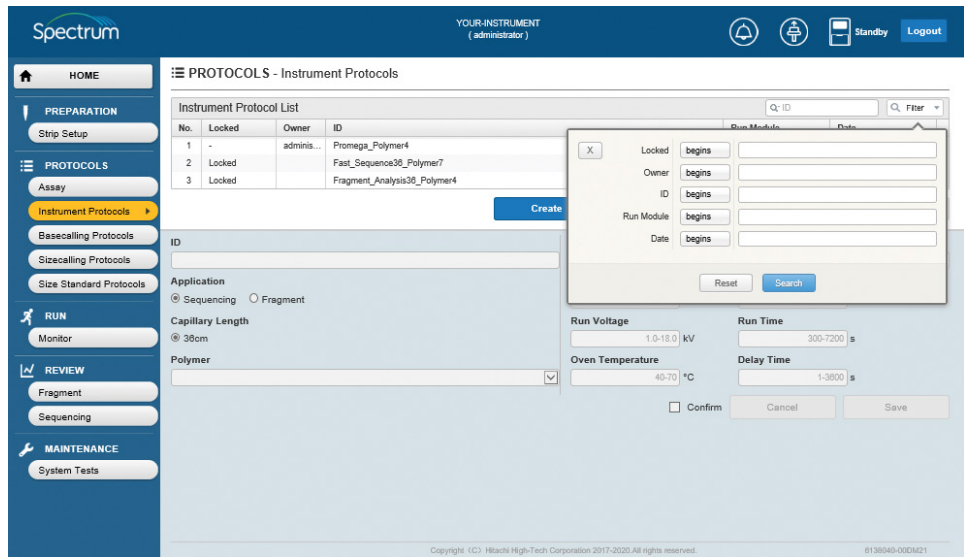 Spectrum
YOUR-INSTRUMENT
( administrator )
Standby
Logout
HOME
PREPARATION
Strip Setup
PROTOCOLS
Assay
Instrument Protocols
Basecalling Protocols
Sizecalling Protocols
Size Standard Protocols
RUN
Monitor
REVIEW
Fragment
Sequencing
MAINTENANCE
System Tests
PROTOCOLS - Instrument Protocols
Instrument Protocol List
ID
Filter
No. Locked Owner ID Run Module Date
1 - adminis... Promega_Polymer4
2 Locked Fast_Sequence36_Polymer7
3 Locked Fragment_Analysis36_Polymer4
X
Locked begins
Owner begins
ID begins
Run Module begins
Date begins
Reset Search
Create
ID
Application
Sequencing Fragment
Capillary Length
36cm
Polymer
Run Voltage Run Time
1.0-18.0 kV 300-7200 s
Oven Temperature Delay Time
40-70 °C 1-3600 s
Confirm Cancel Save
Copyright (C) Hitachi High-Tech Corporation 2017-2020.All rights reserved.
6138040-00DM21